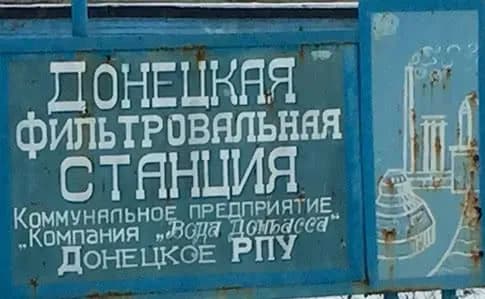 ДОНЕЦКАЯ
ФИЛЬТРОВАЛЬНАЯ
СТАНЦИЯ
КОММУНАЛЬНОЕ ПРЕДПРИЯТИЕ
„КОМПАНИЯ „Вода Донбасса"
ДОНЕЦКОЕ РПУ